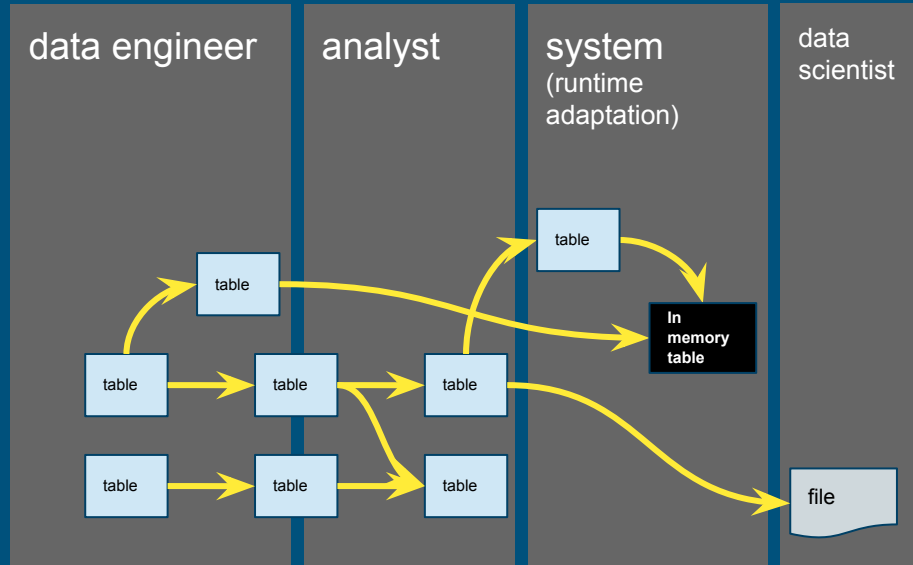 data engineer
analyst
system
(runtime
adaptation)
data
scientist
table
table
In
memory
table
table
table
table
table
table
table
file